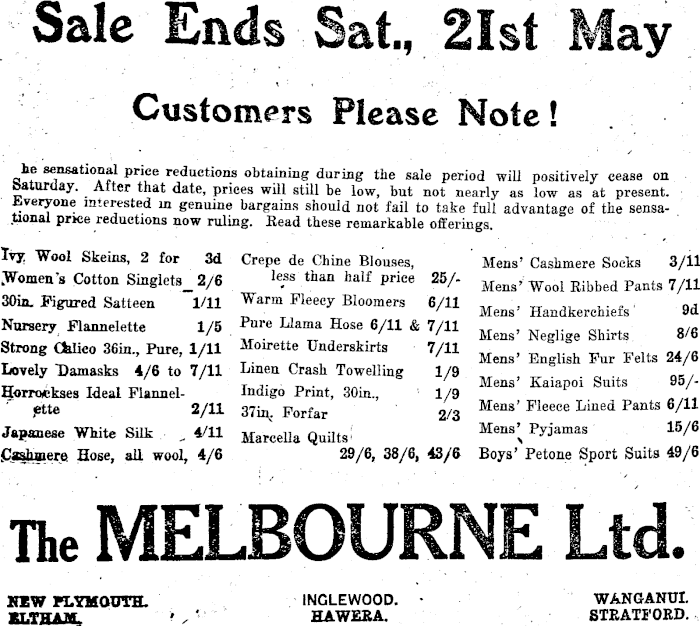 Sale Ends Sat., 21st May
Customers Please Note!
he sensational price reductions obtaining during the sale period will positively cease on
Saturday. After that date, prices will still be low, but not nearly as low as at present.
Everyone interested in genuine bargains should not fail to take full advantage of the sensa-
tional price reductions now ruling. Read these remarkable offerings.
Ivy Wool Skeins, 2 for 3d
Women's Cotton Singlets 2/6
30in. Figured Satteen 1/11
Nursery Flannelette 1/5
Strong Calico 36in., Pure, 1/11
Lovely Damasks 4/6 to 7/11
Horrockses Ideal Flannel-
ette 2/11
Japanese White Silk 4/11
Cashmere Hose, all wool, 4/6
Crepe de Chine Blouses,
less than half price 25/-
Warm Fleecy Bloomers 6/11
Pure Llama Hose 6/11 & 7/11
Moirette Underskirts 7/11
Linen Crash Towelling 1/9
Indigo Print, 30in., 1/9
37in. Forfar 2/3
Marcella Quilts
29/6, 38/6, 43/6
Mens' Cashmere Socks 3/11
Mens' Wool Ribbed Pants 7/11
Mens' Handkerchiefs 9d
Mens' Neglige Shirts 8/6
Mens' English Fur Felts 24/6
Mens' Kaiapoi Suits 95/-
Mens' Fleece Lined Pants 6/11
Mens' Pyjamas 15/6
Boys' Petone Sport Suits 49/6
The MELBOURNE Ltd.
NEW PLYMOUTH. INGLEWOOD. WANGANUI.
ELTHAM. HAWERA. STRATFORD.